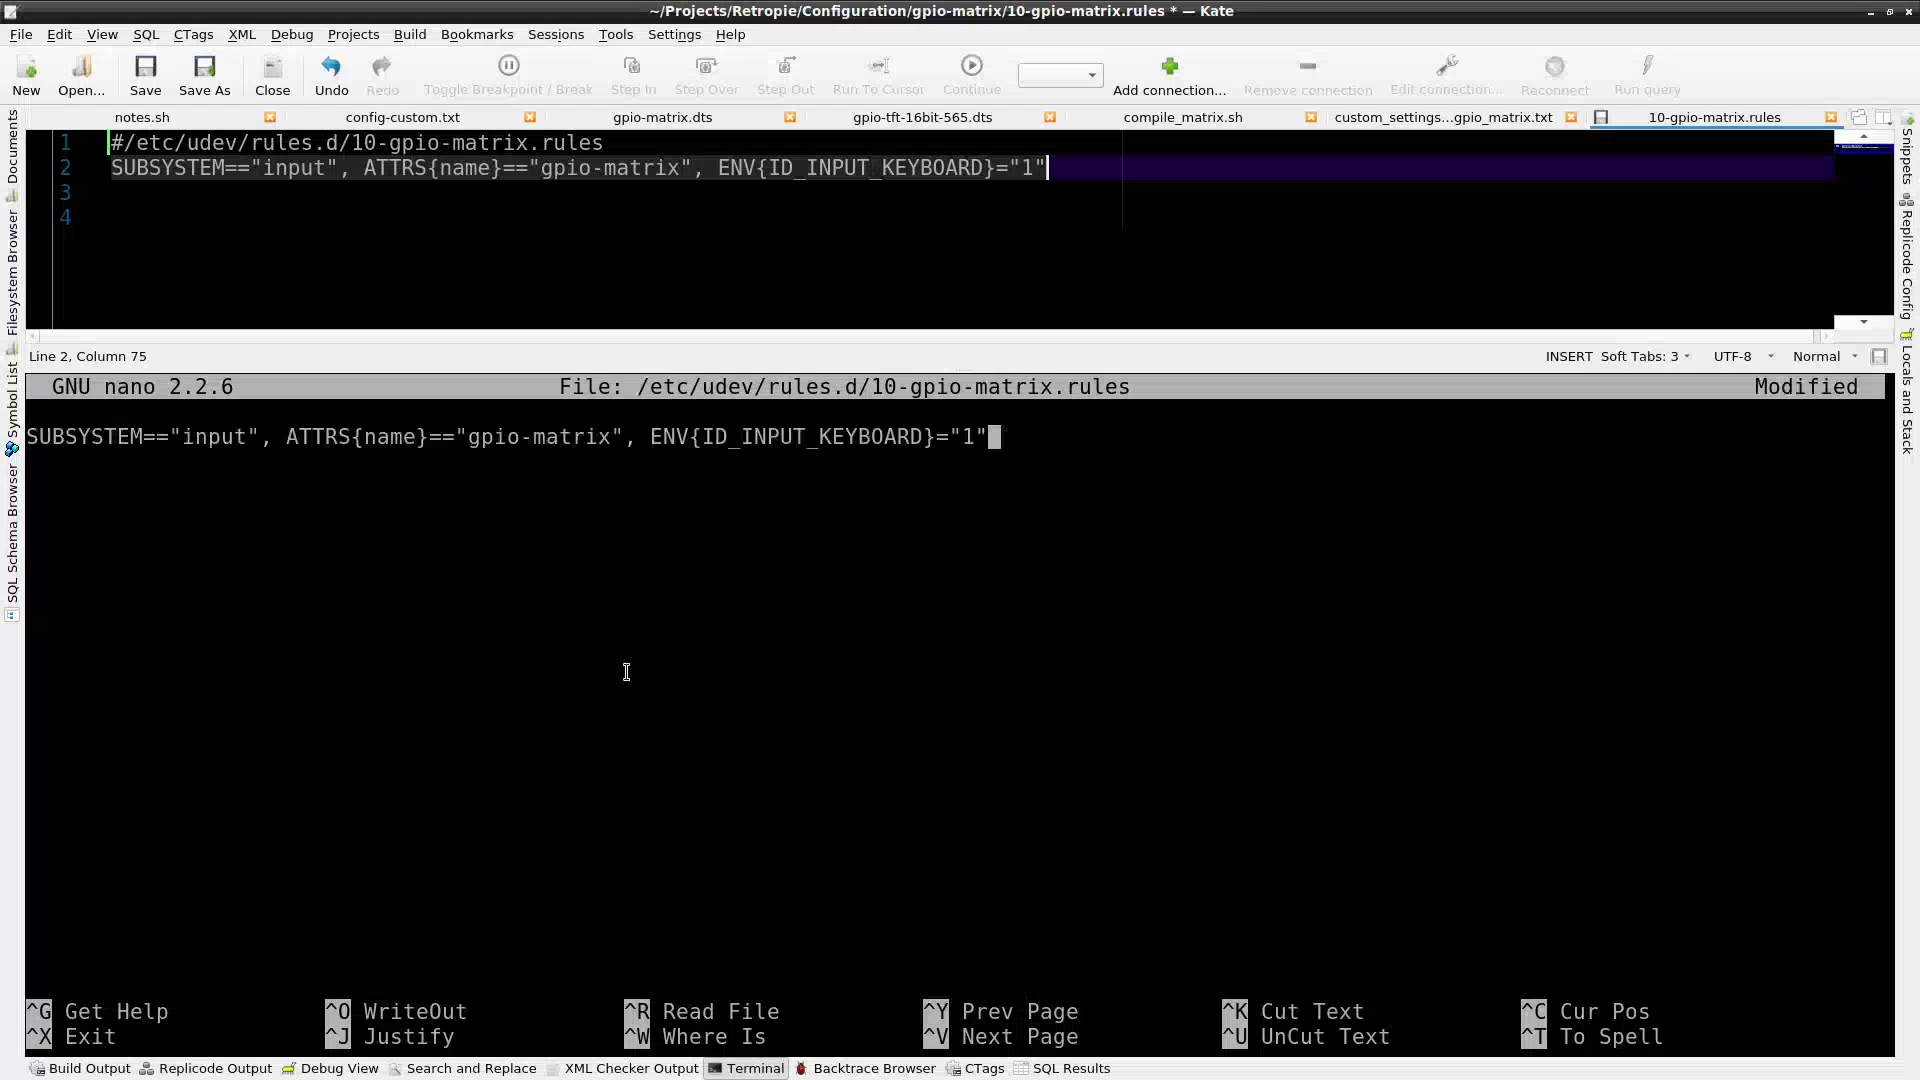 ~/Projects/Retropie/Configuration/gpio-matrix/10-gpio-matrix.rules * — Kate
File Edit View SQL CTags XML Debug Projects Build Bookmarks Sessions Tools Settings Help
New Open... Save Save As Close Undo Redo Toggle Breakpoint / Break Step In Step Over Step Out Run To Cursor Continue Add connection... Remove connection Edit connection... Reconnect Run query
notes.sh config-custom.txt gpio-matrix.dts gpio-tft-16bit-565.dts compile_matrix.sh custom_settings...gpio_matrix.txt 10-gpio-matrix.rules
Documents
Filesystem Browser
Symbol List
SQL Schema Browser
1 #/etc/udev/rules.d/10-gpio-matrix.rules
2 SUBSYSTEM=="input", ATTRS{name}=="gpio-matrix", ENV{ID_INPUT_KEYBOARD}="1"
3
4
Snippets
Replicode Config
Locals and Stack
Line 2, Column 75 INSERT Soft Tabs: 3 UTF-8 Normal
GNU nano 2.2.6 File: /etc/udev/rules.d/10-gpio-matrix.rules Modified
SUBSYSTEM=="input", ATTRS{name}=="gpio-matrix", ENV{ID_INPUT_KEYBOARD}="1"
^G Get Help ^O WriteOut ^R Read File ^Y Prev Page ^K Cut Text ^C Cur Pos
^X Exit ^J Justify ^W Where Is ^V Next Page ^U UnCut Text ^T To Spell
Build Output Replicode Output Debug View Search and Replace XML Checker Output Terminal Backtrace Browser CTags SQL Results